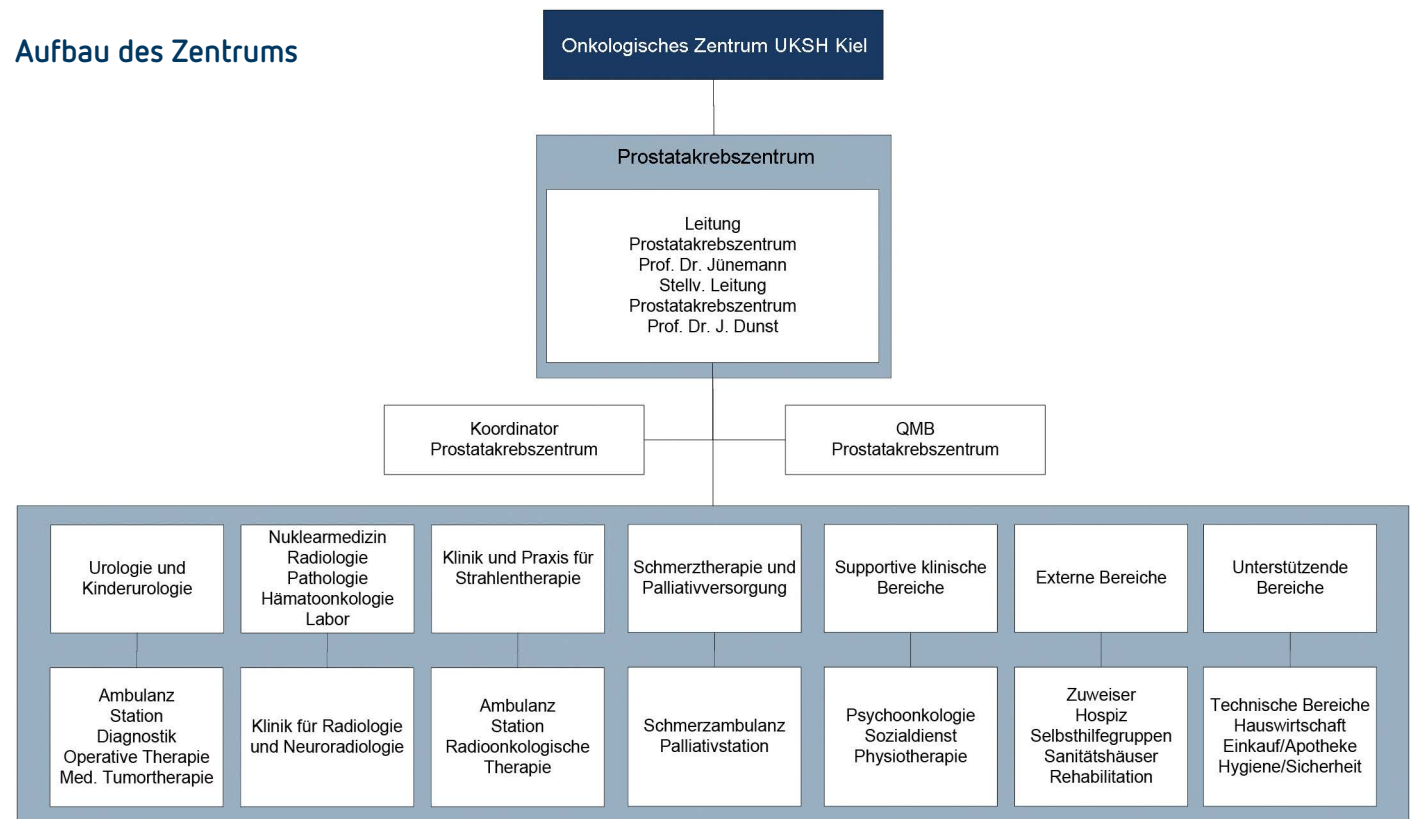 Aufbau des Zentrums
Onkologisches Zentrum UKSH Kiel
Prostatakrebszentrum
Leitung
Prostatakrebszentrum
Prof. Dr. Jünemann
Stellv. Leitung
Prostatakrebszentrum
Prof. Dr. J. Dunst
Koordinator
Prostatakrebszentrum
QMB
Prostatakrebszentrum
Urologie und
Kinderurologie
Nuklearmedizin
Radiologie
Pathologie
Hämatoonkologie
Labor
Klinik und Praxis für
Strahlentherapie
Schmerztherapie und
Palliativversorgung
Supportive klinische
Bereiche
Externe Bereiche
Unterstützende
Bereiche
Ambulanz
Station
Diagnostik
Operative Therapie
Med. Tumortherapie
Klinik für Radiologie
und Neuroradiologie
Ambulanz
Station
Radioonkologische
Therapie
Schmerzambulanz
Palliativstation
Psychoonkologie
Sozialdienst
Physiotherapie
Zuweiser
Hospiz
Selbsthilfegruppen
Sanitätshäuser
Rehabilitation
Technische Bereiche
Hauswirtschaft
Einkauf/Apotheke
Hygiene/Sicherheit